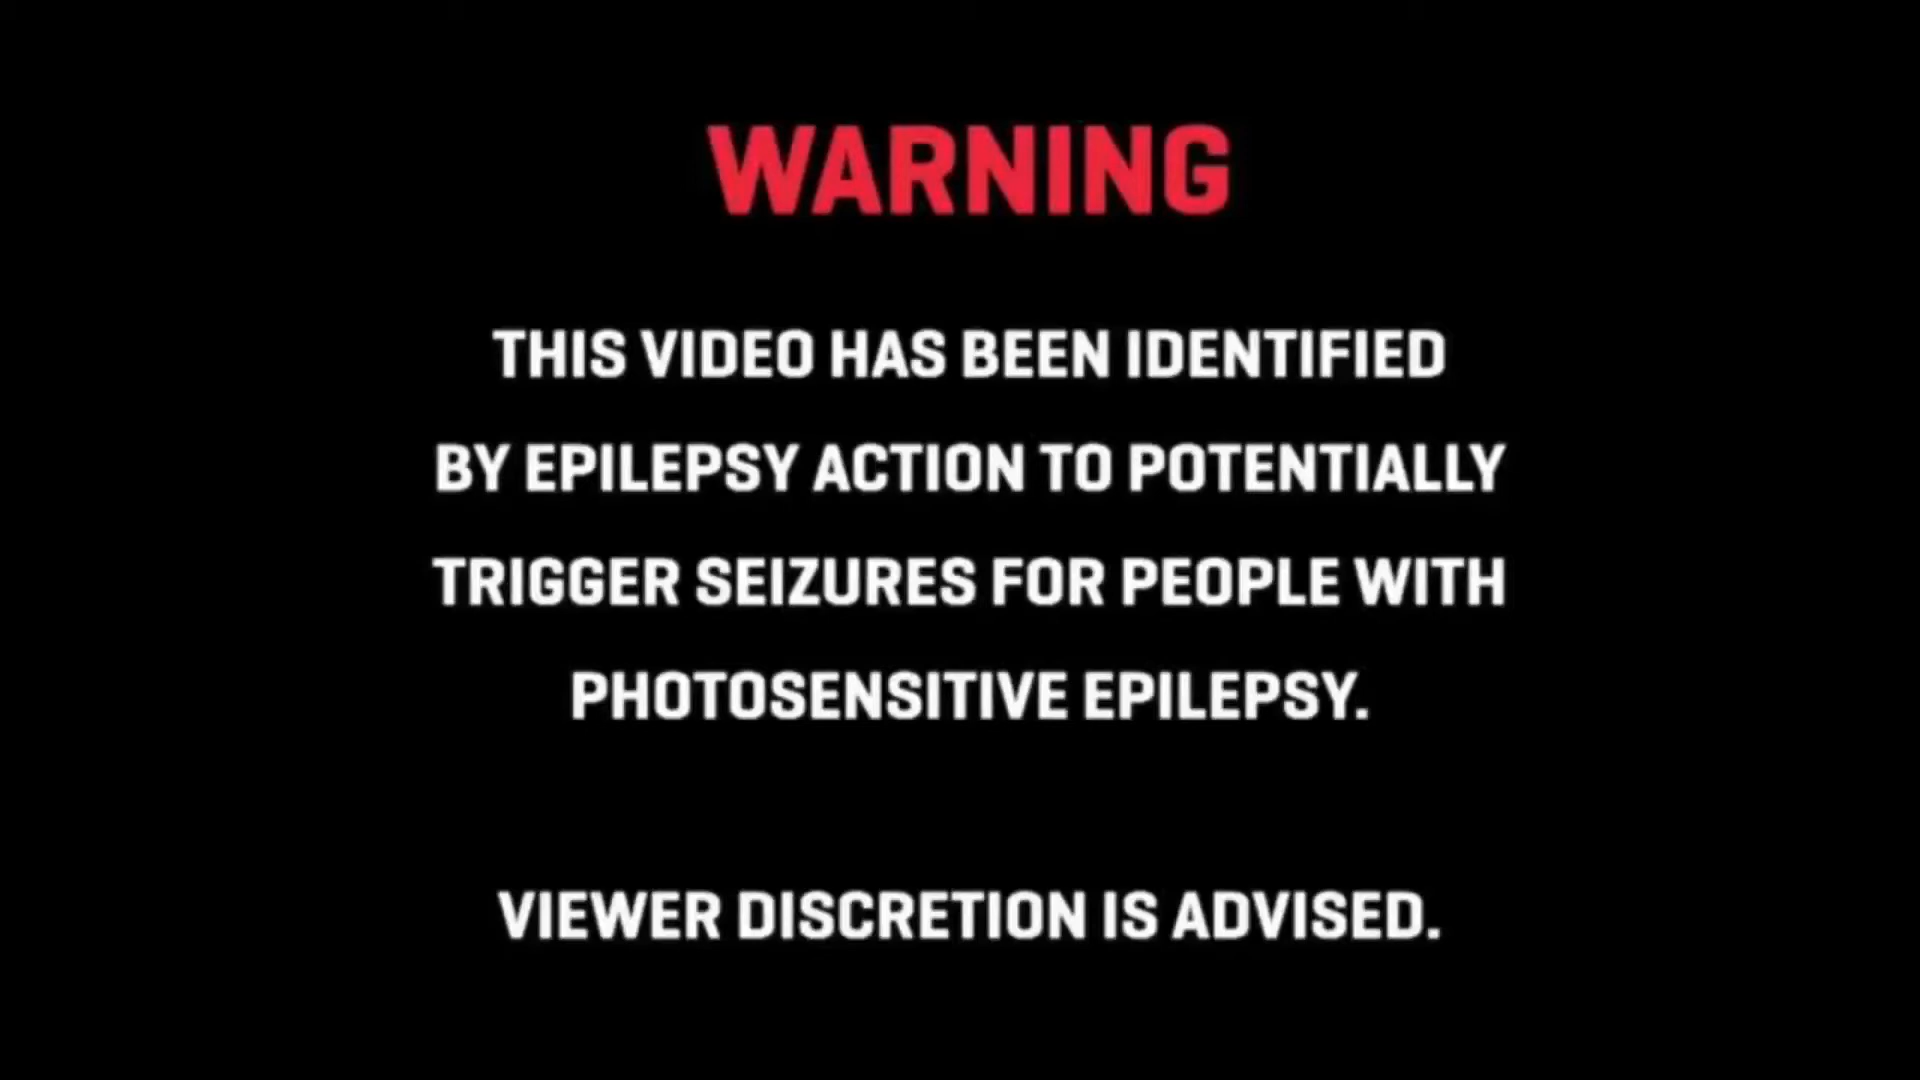 WARNING
THIS VIDEO HAS BEEN IDENTIFIED
BY EPILEPSY ACTION TO POTENTIALLY
TRIGGER SEIZURES FOR PEOPLE WITH
PHOTOSENSITIVE EPILEPSY.
VIEWER DISCRETION IS ADVISED.